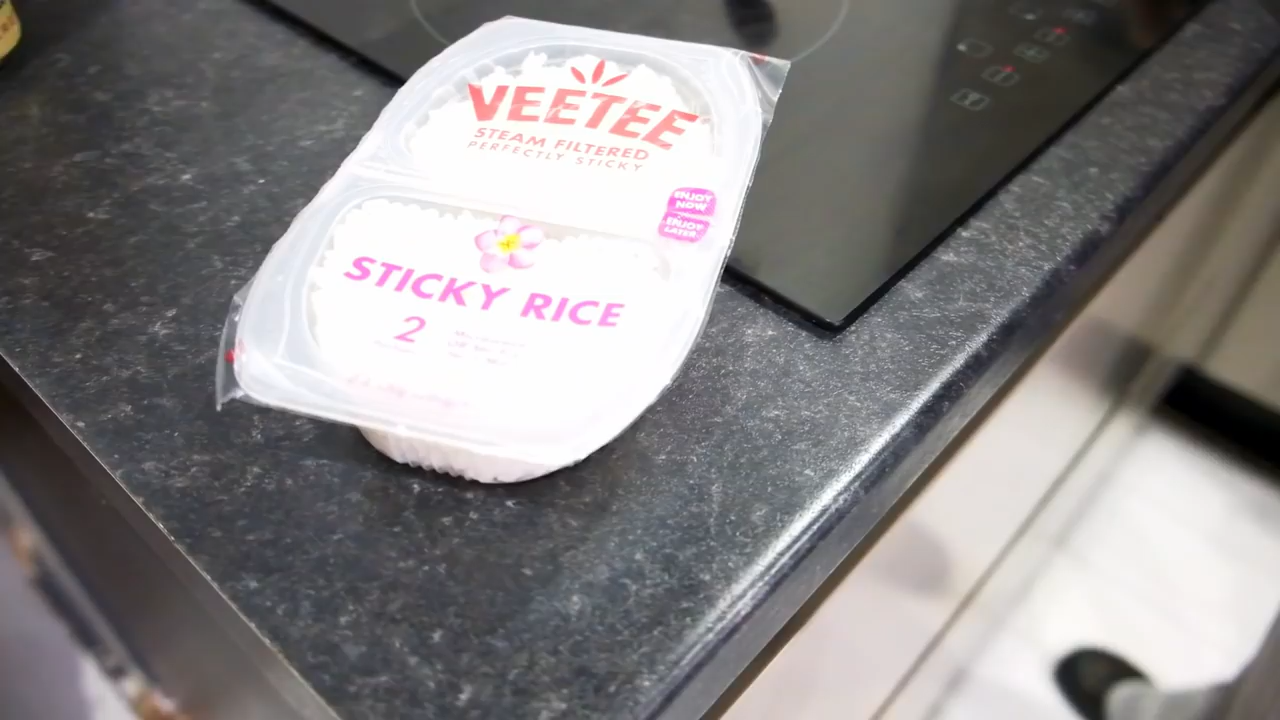 VEETEE
STEAM FILTERED
PERFECTLY STICKY
ENJOY
NOW
ENJOY
LATER
STICKY RICE
2